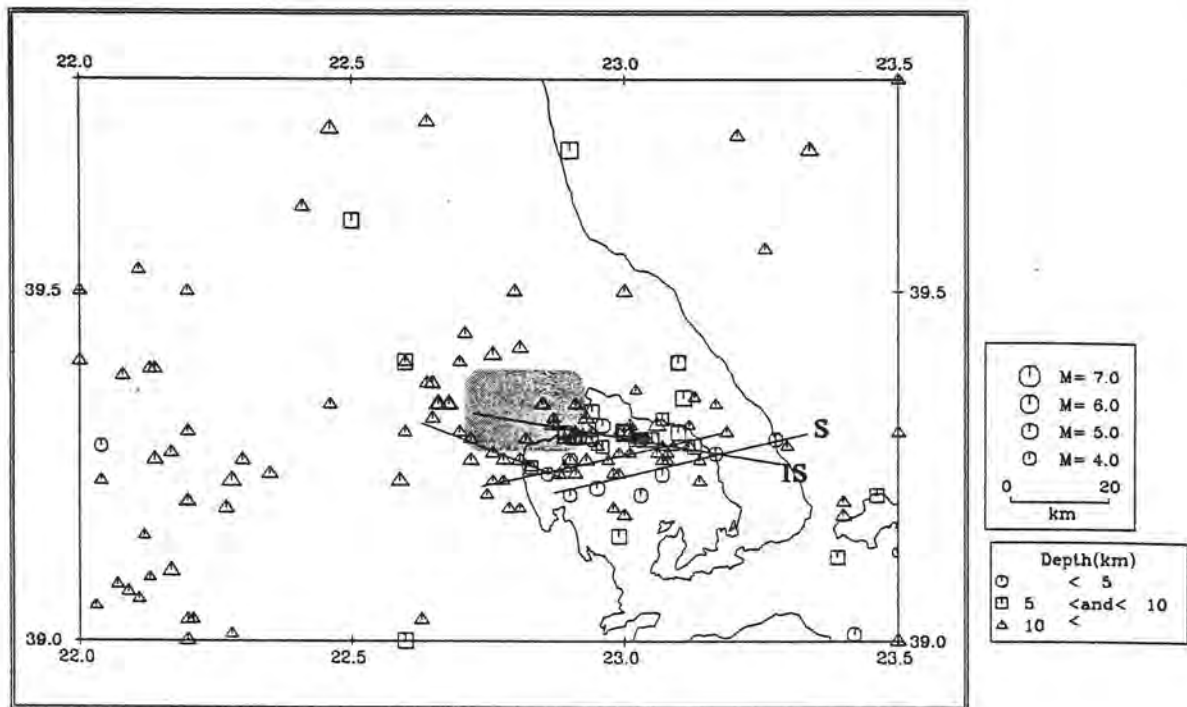 22.0 22.5 23.0 23.5
39.5 39.5
S
IS
39.0 39.0
22.0 22.5 23.0 23.5
M= 7.0
M= 6.0
M= 5.0
M= 4.0
0 20
km
Depth(km)
< 5
5 <and< 10
10 <